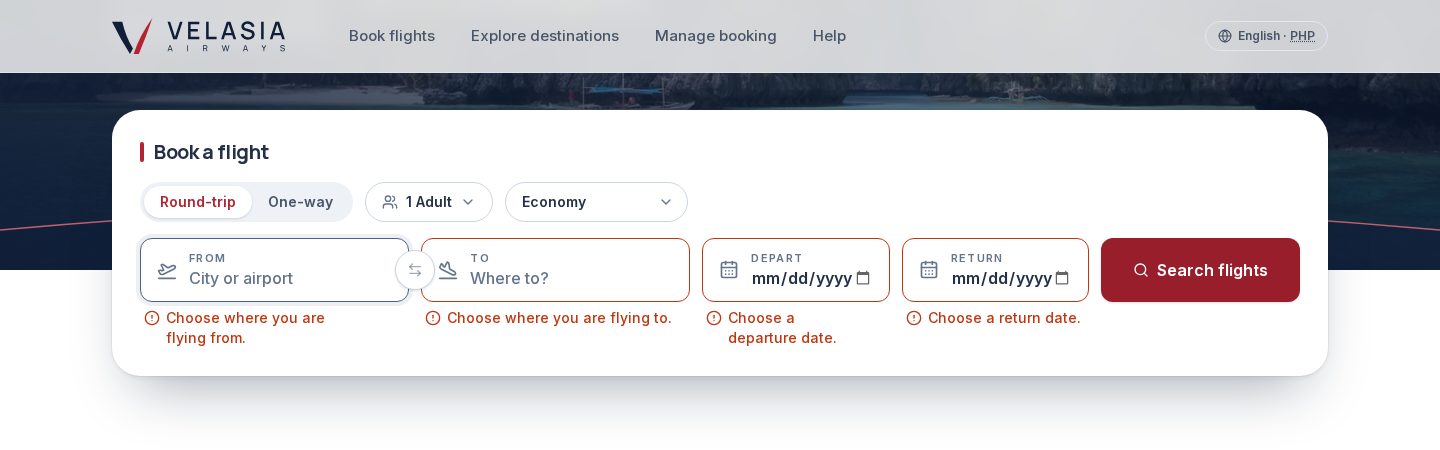 VELASIA
AIRWAYS
Book flights
Explore destinations
Manage booking
Help
English · PHP
Book a flight
Round-trip
One-way
1 Adult
Economy
FROM
City or airport
TO
Where to?
DEPART
mm/dd/yyyy
RETURN
mm/dd/yyyy
Search flights
Choose where you are
flying from.
Choose where you are flying to.
Choose a
departure date.
Choose a return date.